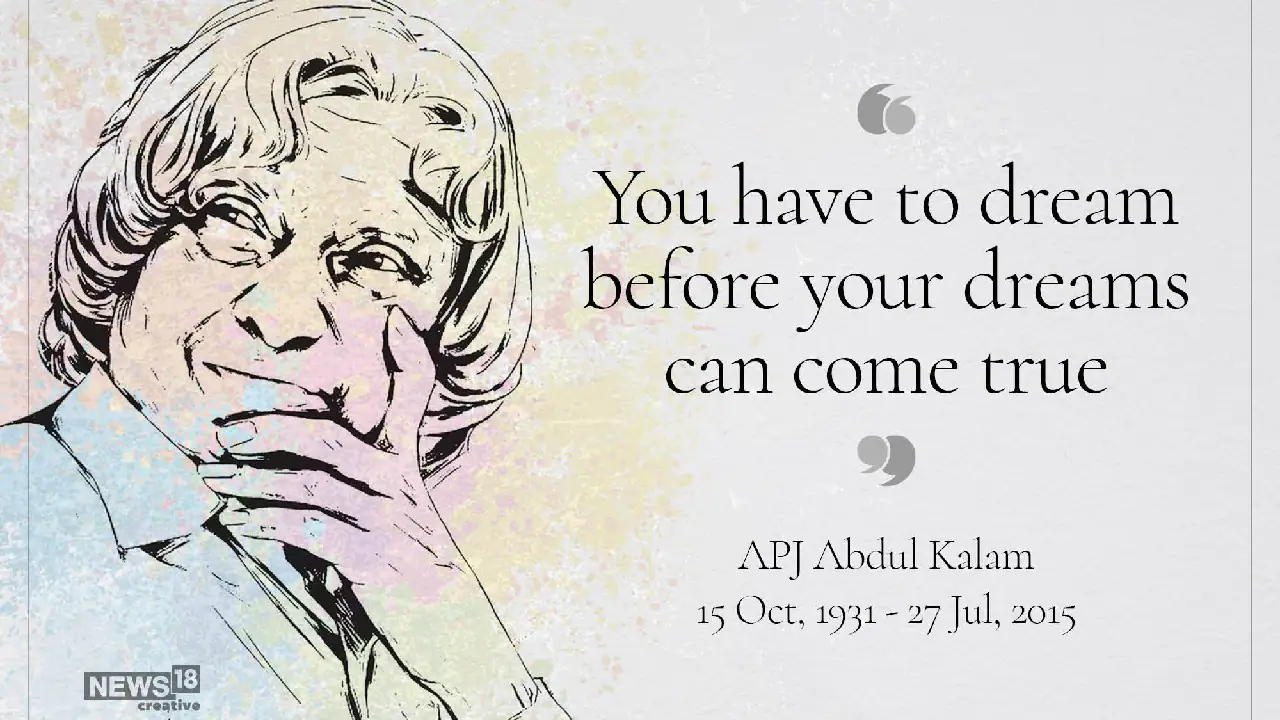 You have to dream
before your dreams
can come true
APJ Abdul Kalam
15 Oct, 1931 - 27 Jul, 2015
NEWS18
creative